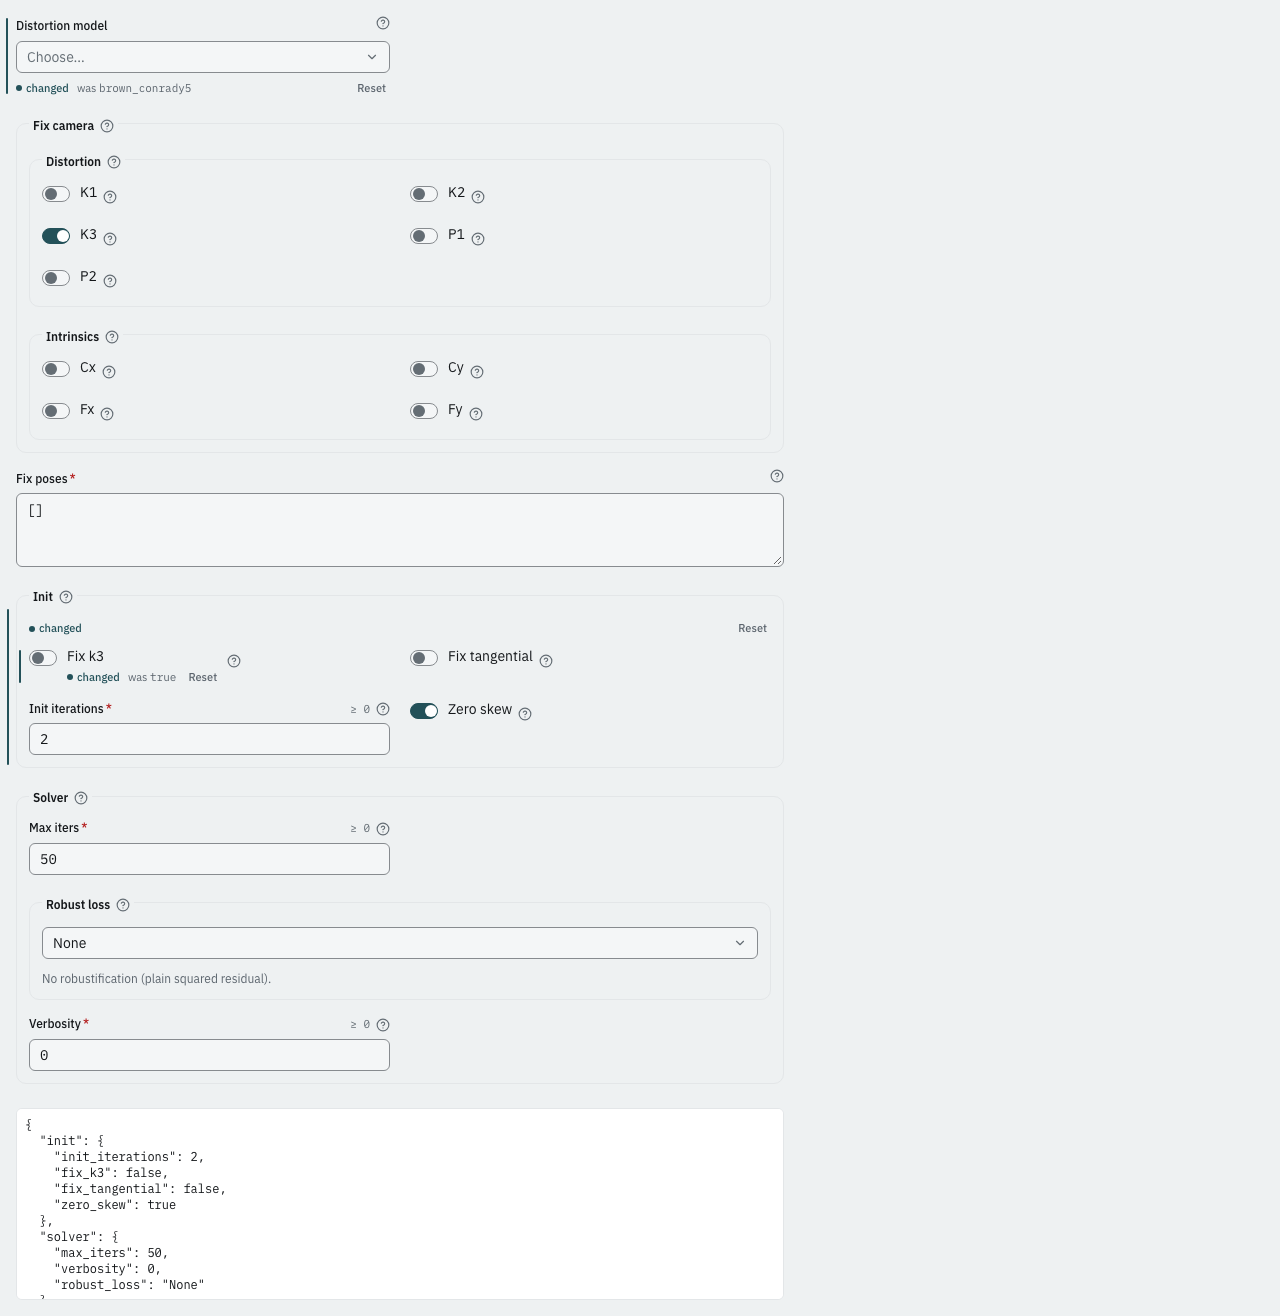 Distortion model
Choose...
changed was brown_conrady5 Reset
Fix camera
Distortion
K1 K2
K3 P1
P2
Intrinsics
Cx Cy
Fx Fy
Fix poses*
[]
Init
changed Reset
Fix k3 Fix tangential
changed was true Reset
Init iterations* ≥ 0 Zero skew
2
Solver
Max iters* ≥ 0
50
Robust loss
None
No robustification (plain squared residual).
Verbosity* ≥ 0
0
{
  "init": {
    "init_iterations": 2,
    "fix_k3": false,
    "fix_tangential": false,
    "zero_skew": true
  },
  "solver": {
    "max_iters": 50,
    "verbosity": 0,
    "robust_loss": "None"